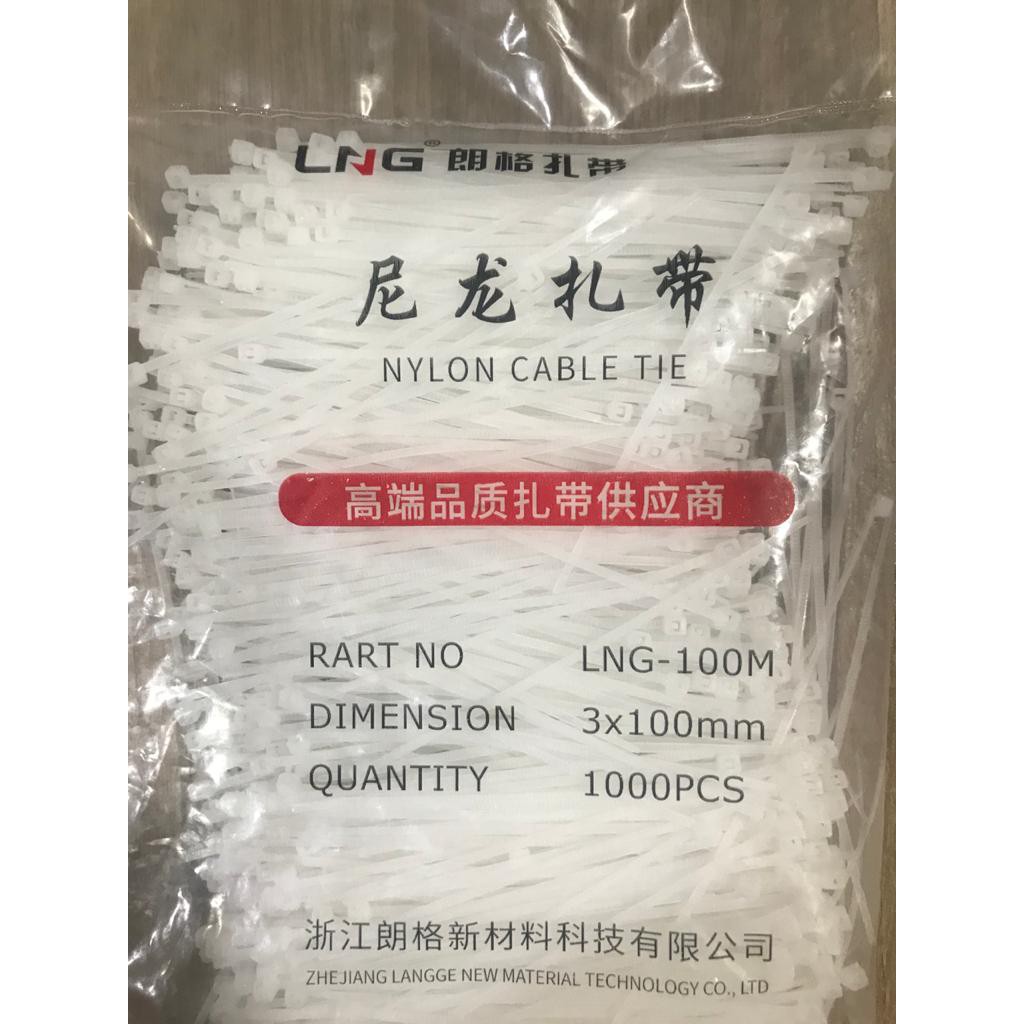 LNG® 朗格扎带
尼龙扎带
NYLON CABLE TIE
高端品质扎带供应商
RART NO LNG-100M
DIMENSION 3x100mm
QUANTITY 1000PCS
浙江朗格新材料科技有限公司
ZHEJIANG LANGGE NEW MATERIAL TECHNOLOGY CO., LTD